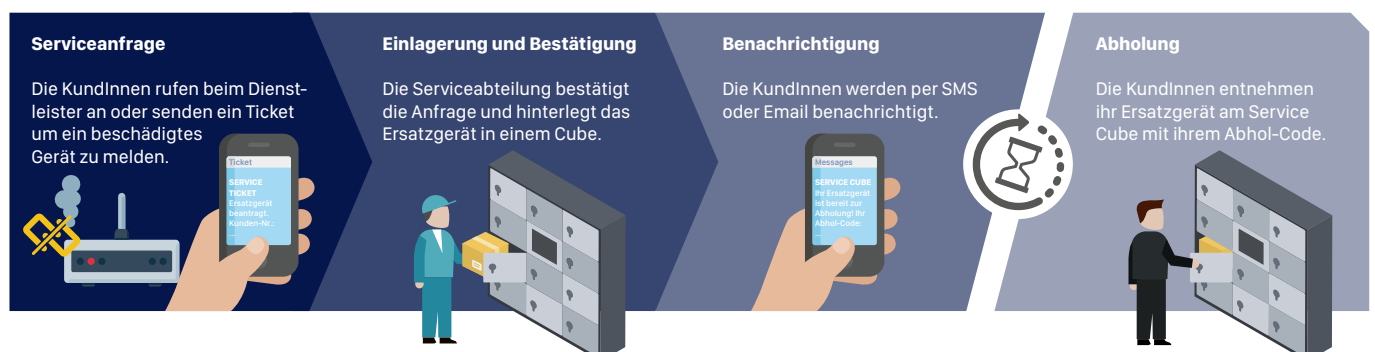 Serviceanfrage
Die KundInnen rufen beim Dienst-
leister an oder senden ein Ticket
um ein beschädigtes
Gerät zu melden.
Ticket
SERVICE
TICKET
Ersatzgerät
beantragt.
Kunden-Nr.:
Einlagerung und Bestätigung
Die Serviceabteilung bestätigt
die Anfrage und hinterlegt das
Ersatzgerät in einem Cube.
Benachrichtigung
Die KundInnen werden per SMS
oder Email benachrichtigt.
Messages
SERVICE CUBE
Ihr Ersatzgerät
ist bereit zur
Abholung! Ihr
Abhol-Code:
Abholung
Die KundInnen entnehmen
ihr Ersatzgerät am Service
Cube mit ihrem Abhol-Code.